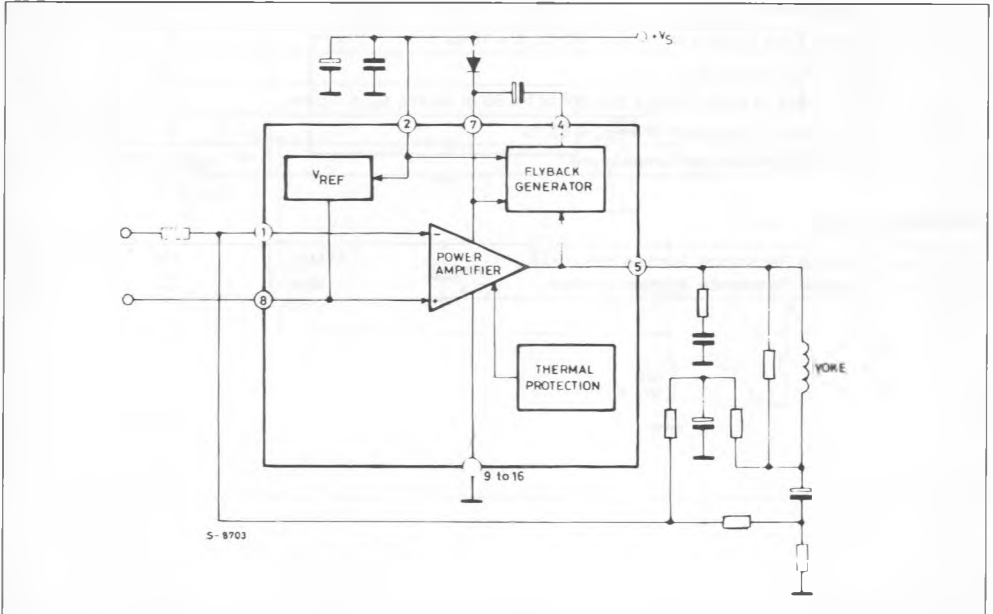 +VS
2
7
4
VREF
FLYBACK
GENERATOR
1
-
POWER
AMPLIFIER
5
8
+
YOKE
THERMAL
PROTECTION
9 to 16
S-8703